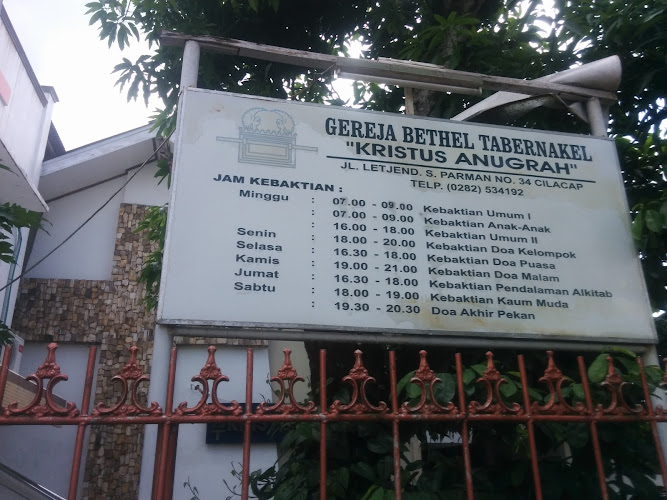 GEREJA BETHEL TABERNAKEL
"KRISTUS ANUGRAH"
JL. LETJEND. S. PARMAN NO. 34 CILACAP
TELP. (0282) 534192
JAM KEBAKTIAN :
Minggu : 07.00 - 09.00 Kebaktian Umum I
07.00 - 09.00 Kebaktian Anak-Anak
16.00 - 18.00 Kebaktian Umum II
Senin : 18.00 - 20.00 Kebaktian Doa Kelompok
Selasa : 16.30 - 18.00 Kebaktian Doa Puasa
Kamis : 19.00 - 21.00 Kebaktian Doa Malam
Jumat : 16.30 - 18.00 Kebaktian Pendalaman Alkitab
Sabtu : 18.00 - 19.00 Kebaktian Kaum Muda
: 19.30 - 20.30 Doa Akhir Pekan